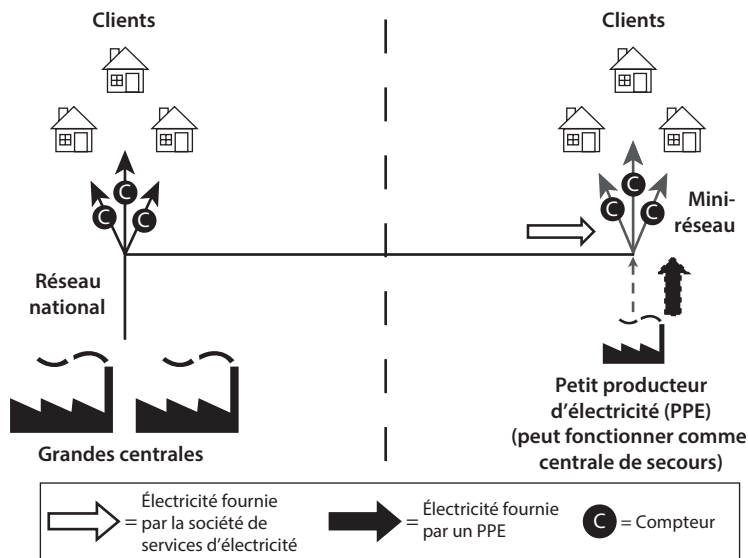 Clients
Clients
C
C
C
C
C
C
Mini-
réseau
Réseau
national
Grandes centrales
Petit producteur
d'électricité (PPE)
(peut fonctionner comme
centrale de secours)
= Électricité fournie
par la société de
services d'électricité
= Électricité fournie
par un PPE
C = Compteur